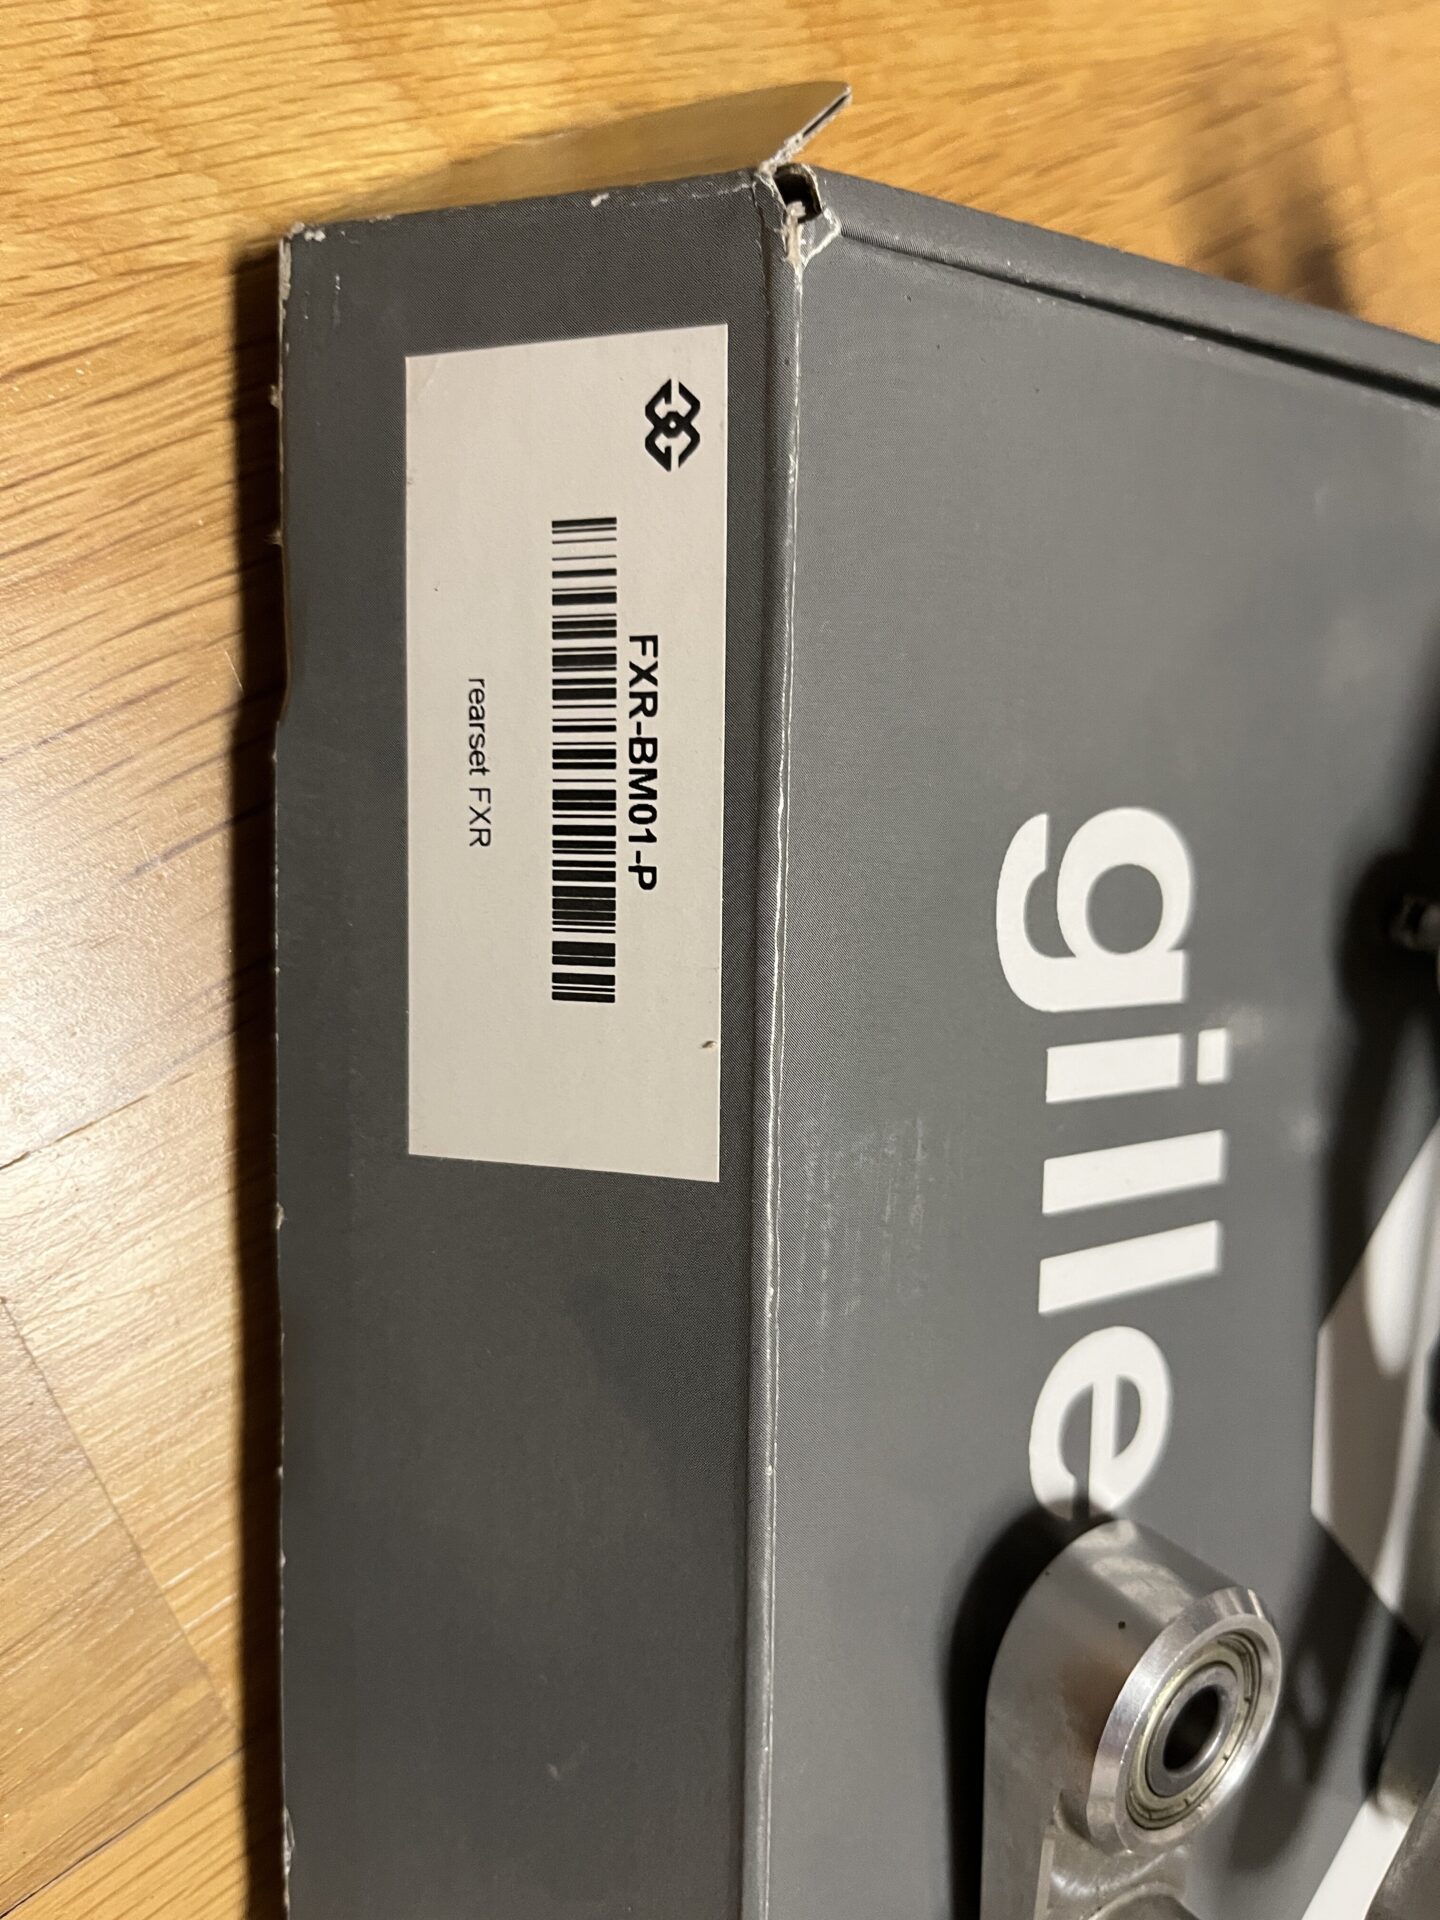 FXR-BM01-P
rearset FXR
gille